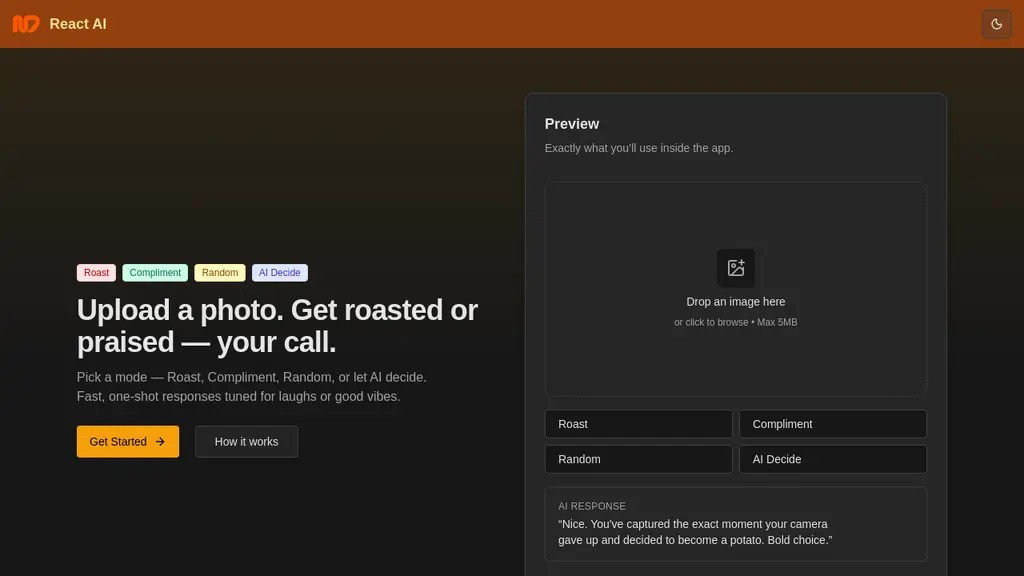 React AI
Roast
Compliment
Random
AI Decide
Upload a photo. Get roasted or
praised — your call.
Pick a mode — Roast, Compliment, Random, or let AI decide.
Fast, one-shot responses tuned for laughs or good vibes.
Get Started
How it works
Preview
Exactly what you’ll use inside the app.
Drop an image here
or click to browse • Max 5MB
Roast
Compliment
Random
AI Decide
AI RESPONSE
“Nice. You’ve captured the exact moment your camera
gave up and decided to become a potato. Bold choice.”